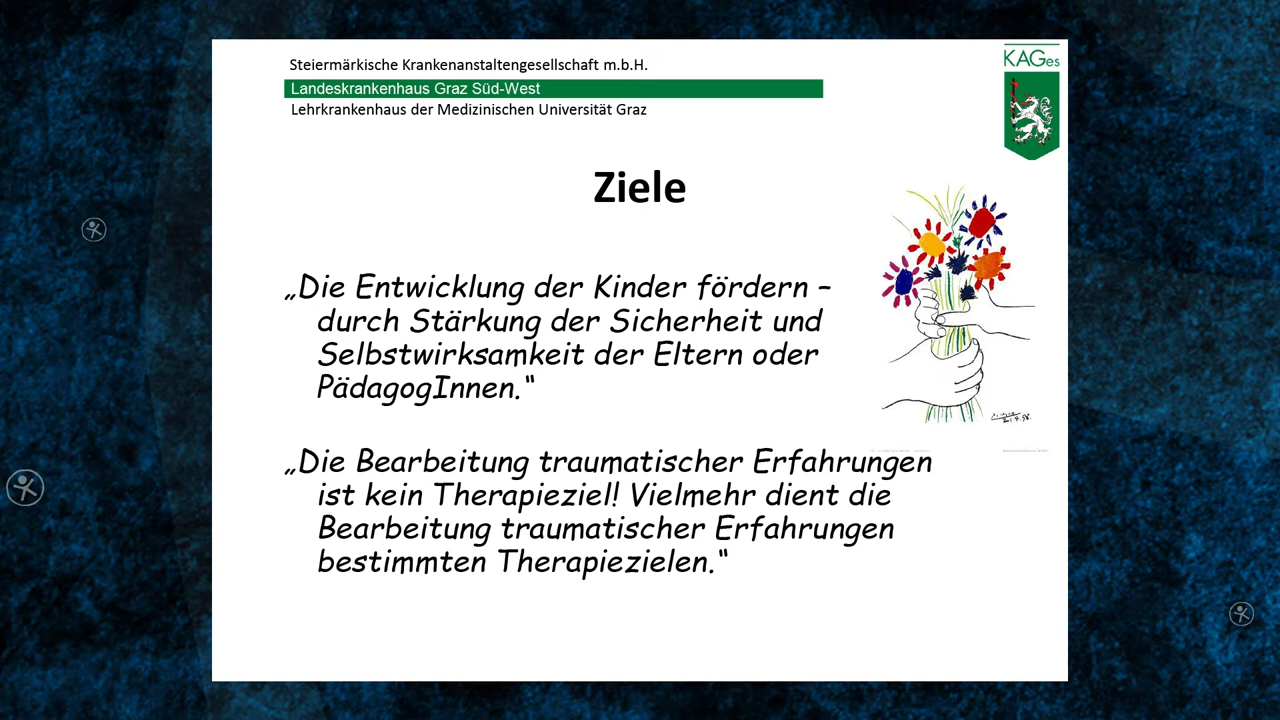 Steiermärkische Krankenanstaltengesellschaft m.b.H.
Landeskrankenhaus Graz Süd-West
Lehrkrankenhaus der Medizinischen Universität Graz
KAGes
Ziele
„Die Entwicklung der Kinder fördern –
durch Stärkung der Sicherheit und
Selbstwirksamkeit der Eltern oder
PädagogInnen.“
„Die Bearbeitung traumatischer Erfahrungen
ist kein Therapieziel! Vielmehr dient die
Bearbeitung traumatischer Erfahrungen
bestimmten Therapiezielen.“